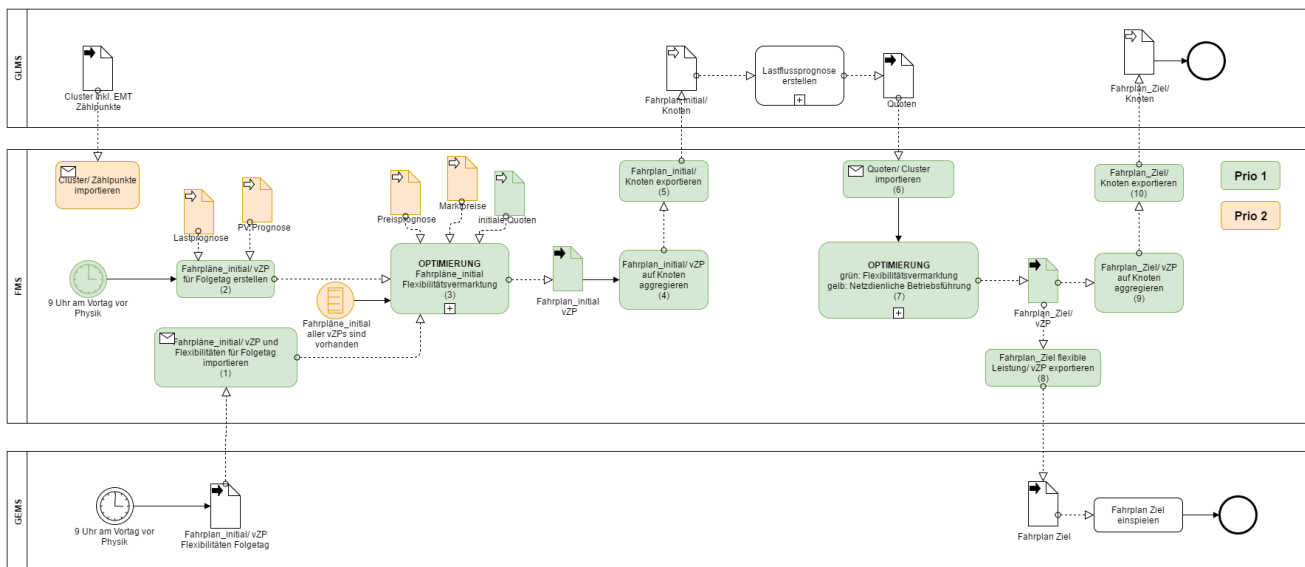 GLMS
Cluster inkl. EMT
Zählpunkte
Fahrplan_initial/
Knoten
Lastflussprognose
erstellen
Quoten
Fahrplan_Ziel/
Knoten
FMS
Cluster/ Zählpunkte
importieren
Lastprognose
PV Prognose
9 Uhr am Vortag vor
Physik
Fahrpläne_initial/ vZP
für Folgetag erstellen
(2)
Fahrpläne_initial/ vZP und
Flexibilitäten für Folgetag
importieren
(1)
Preisprognose
Marktpreise
initiale Quoten
Fahrpläne_initial
aller vZPs sind
vorhanden
OPTIMIERUNG
Fahrpläne_initial
Flexibilitätsvermarktung
(3)
Fahrplan_initial
vZP
Fahrplan_initial/
Knoten exportieren
(5)
Fahrplan_initial/ vZP
auf Knoten
aggregieren
(4)
Quoten/ Cluster
importieren
(6)
OPTIMIERUNG
grün: Flexibilitätsvermarktung
gelb: Netzdienliche Betriebsführung
(7)
Fahrplan_Ziel/
vZP
Fahrplan_Ziel flexible
Leistung/ vZP exportieren
(8)
Fahrplan_Ziel/
Knoten exportieren
(10)
Fahrplan_Ziel/ vZP
auf Knoten
aggregieren
(9)
Prio 1
Prio 2
GEMS
9 Uhr am Vortag vor
Physik
Fahrplan_initial/ vZP
Flexibilitäten Folgetag
Fahrplan Ziel
Fahrplan Ziel
einspielen